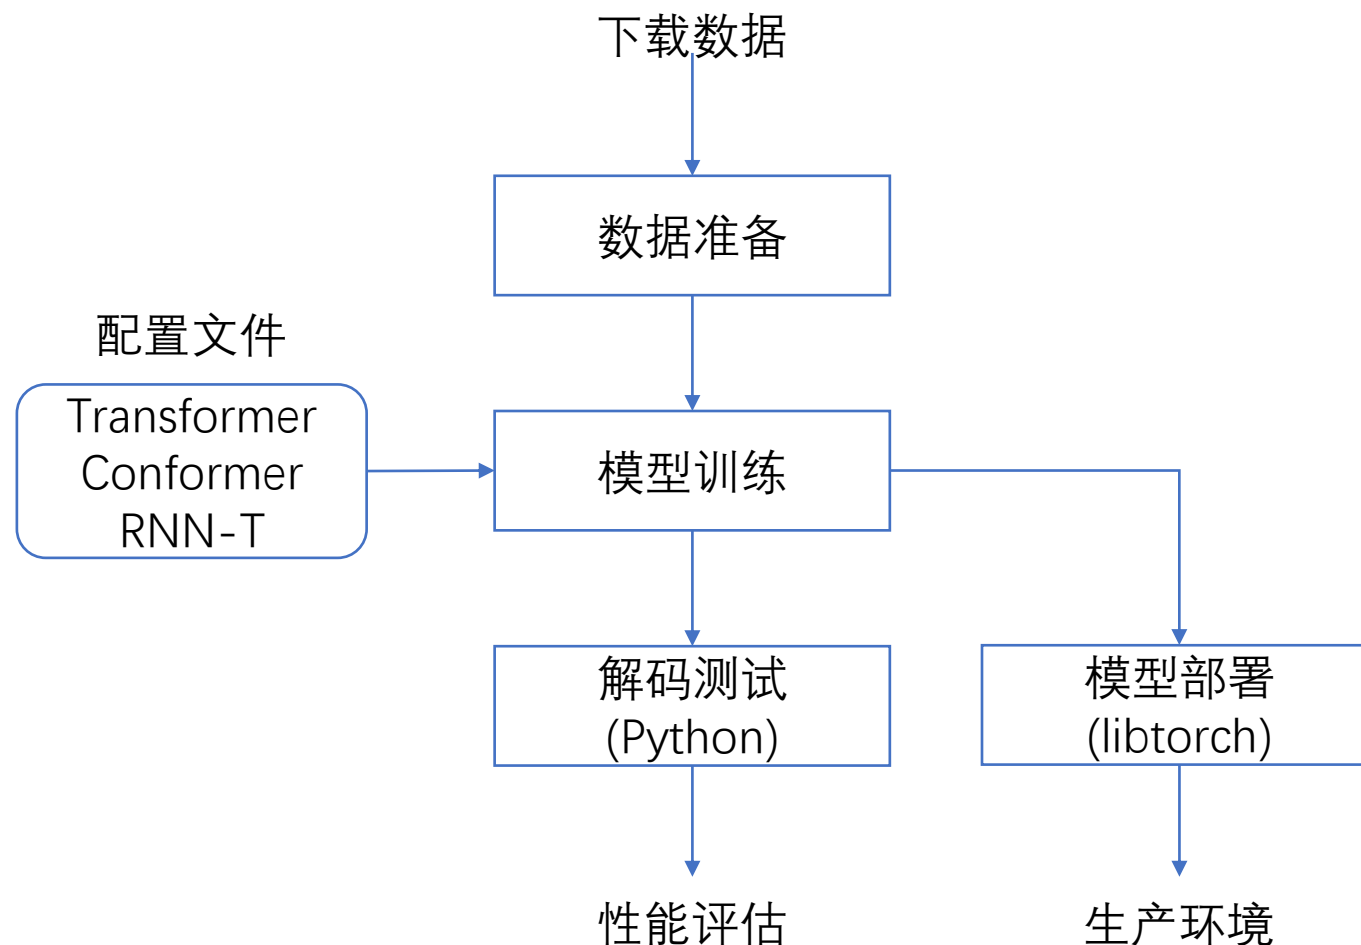 下载数据
数据准备
配置文件
Transformer
Conformer
RNN-T
模型训练
解码测试
(Python)
模型部署
(libtorch)
性能评估
生产环境